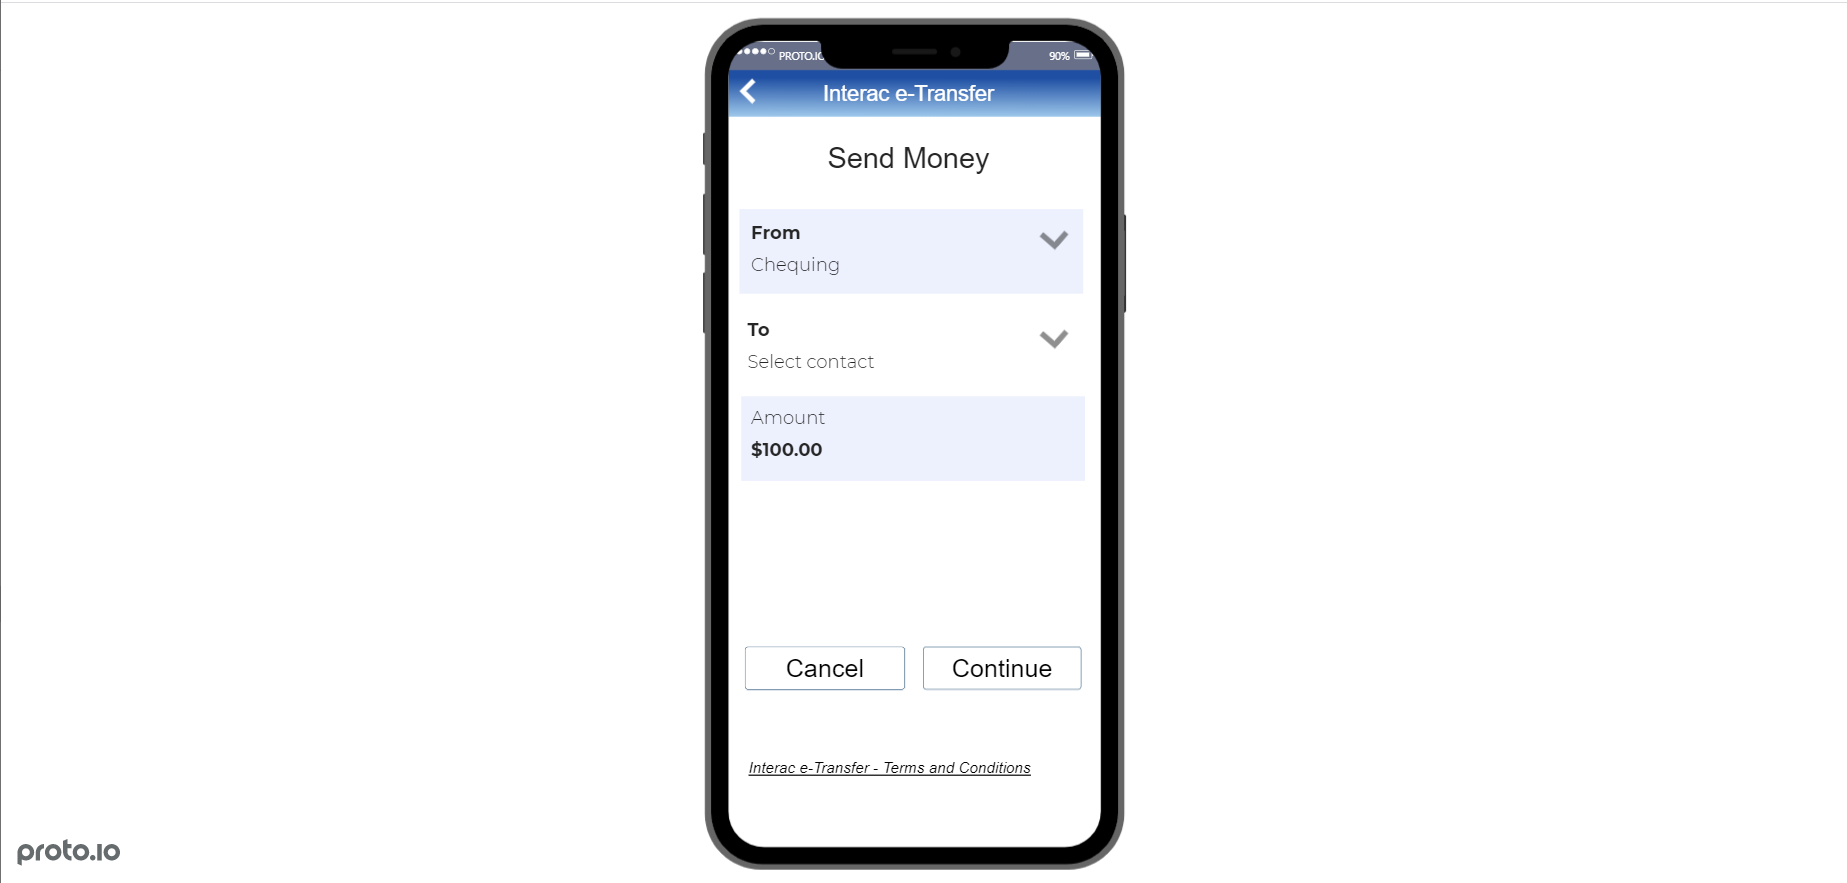 PROTO.IO
90%
Interac e-Transfer
Send Money
From
Chequing
To
Select contact
Amount
$100.00
Cancel
Continue
Interac e-Transfer - Terms and Conditions
proto.io